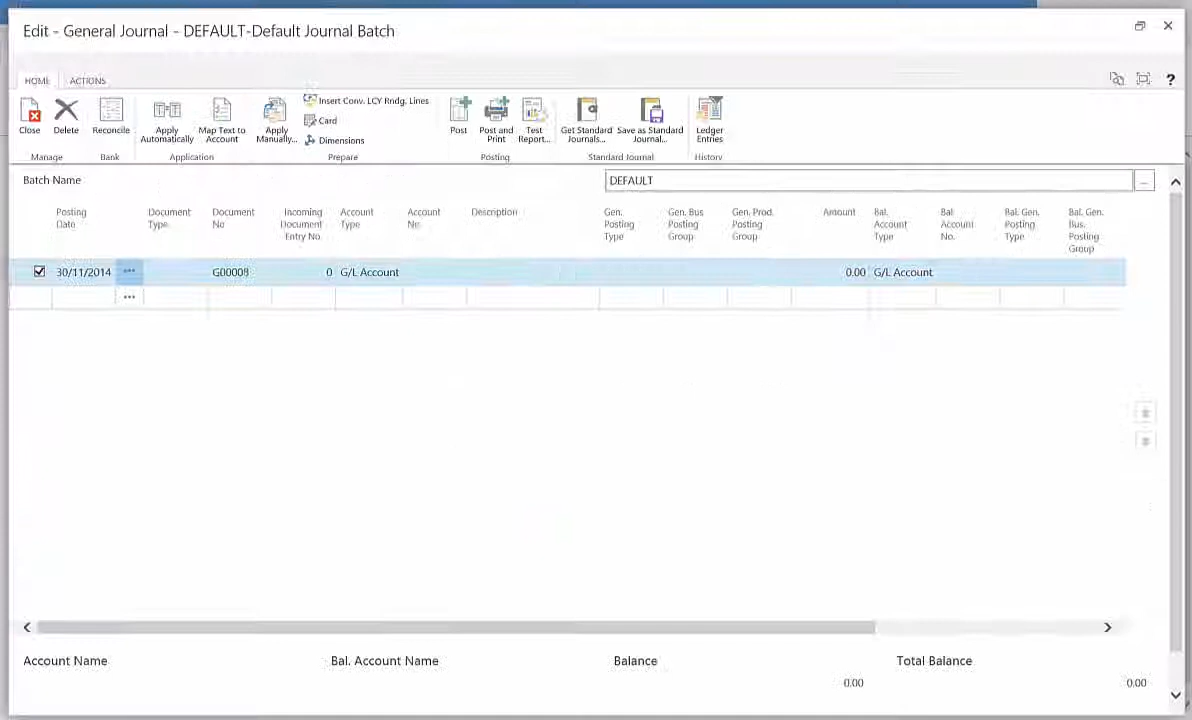 Edit - General Journal - DEFAULT-Default Journal Batch
HOME ACTIONS
?
Close
Delete
Reconcile
Apply Automatically
Map Text to Account
Apply Manually...
Insert Conv. LCY Rndg. Lines
Card
Dimensions
Post
Post and Print
Test Report...
Get Standard Journals...
Save as Standard Journal...
Ledger Entries
Manage
Bank
Application
Prepare
Posting
Standard Journal
History
Batch Name
DEFAULT
...
Posting Date
Document Type
Document No
Incoming Document Entry No.
Account Type
Account No.
Description
Gen. Posting Type
Gen. Bus Posting Group
Gen. Prod. Posting Group
Amount
Bal. Account Type
Bal Account No.
Bal. Gen. Posting Type
Bal. Gen. Bus. Posting Group
30/11/2014 ... G00009 0 G/L Account 0.00 G/L Account
...
Account Name Bal. Account Name Balance Total Balance
0.00 0.00